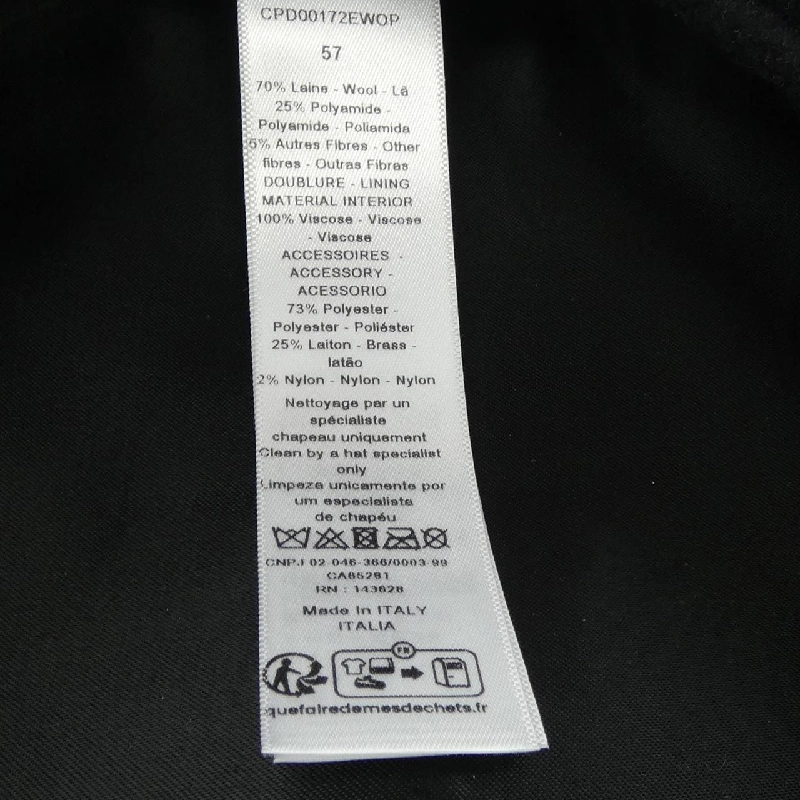 CPD00172EWOP
57
70% Laine - Wool - Lã
25% Polyamide -
Polyamide - Poliamida
5% Autres Fibres - Other
fibres - Outras Fibras
DOUBLURE - LINING
MATERIAL INTERIOR
100% Viscose - Viscose
- Viscose
ACCESSOIRES -
ACCESSORY -
ACESSORIO
73% Polyester -
Polyester - Poliéster
25% Laiton - Brass -
latão
2% Nylon - Nylon - Nylon
Nettoyage par un
spécialiste
chapeau uniquement
Clean by a hat specialist
only
Limpeza unicamente por
um especialista
de chapéu
CNPJ 02-046-366/0003-99
CA65291
RN : 143628
Made in ITALY
ITALIA
FR
quefairedemesdechets.fr